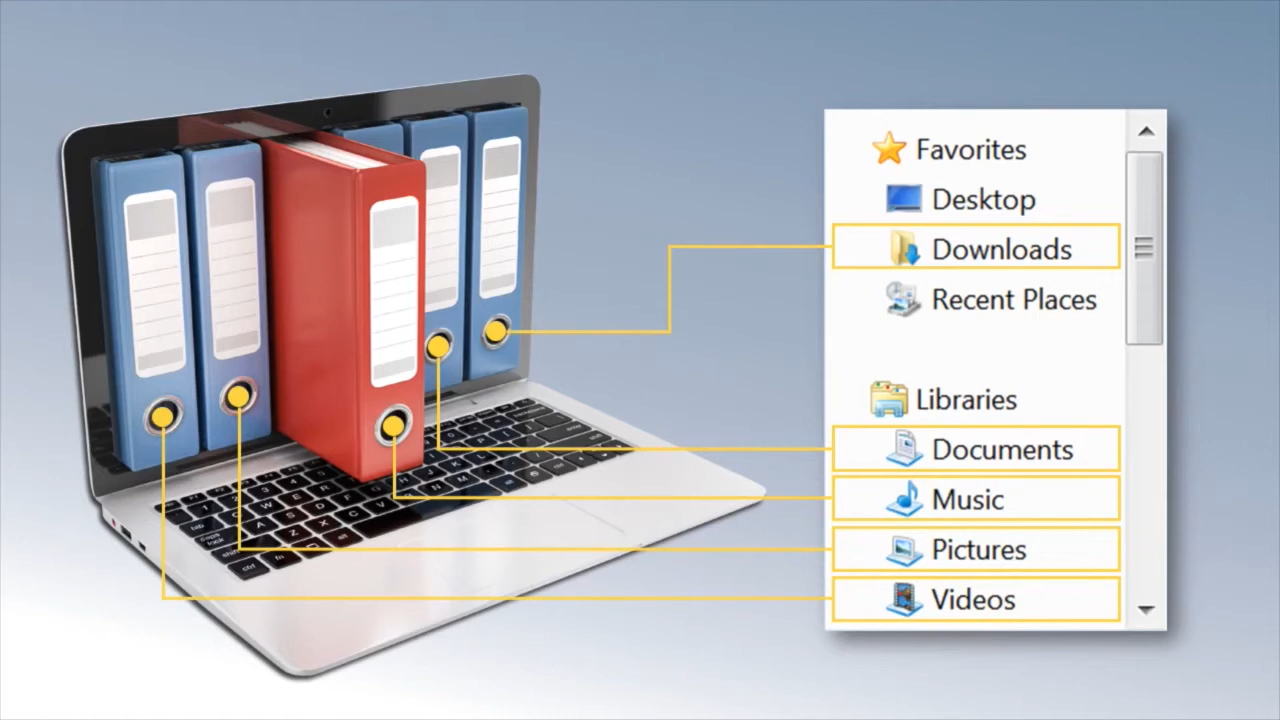 Favorites
Desktop
Downloads
Recent Places
Libraries
Documents
Music
Pictures
Videos